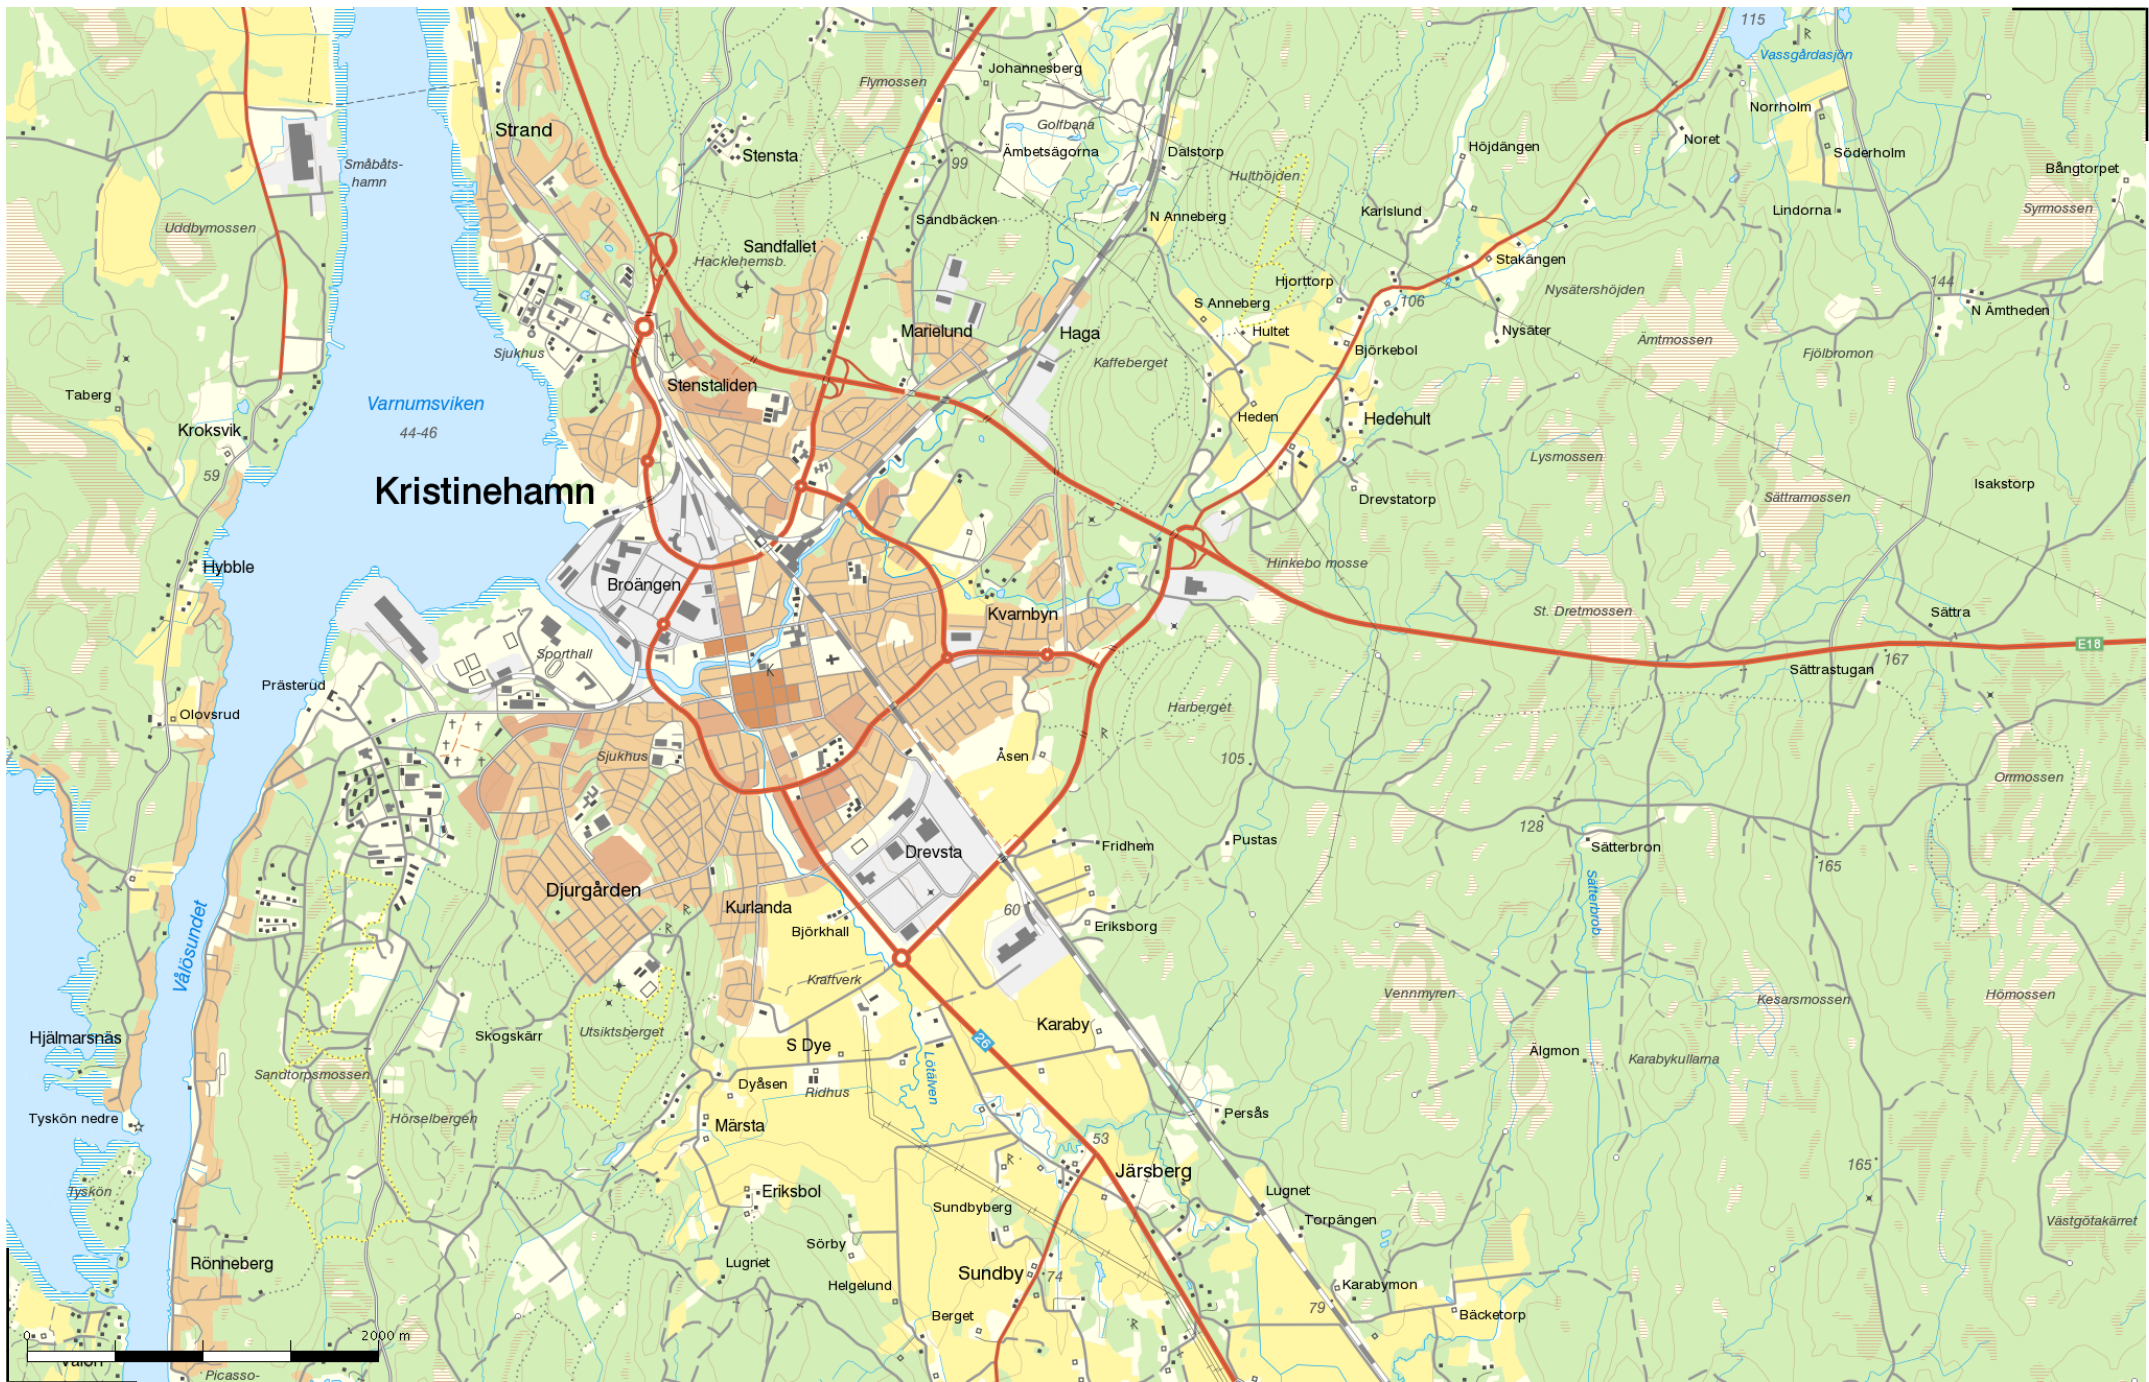 115
Vassgårdasjön
Johannesberg
Flymossen
Norrholm
Golfbana
Strand
Noret
Höjdängen
Ämbetsägorna
Dalstorp
Söderholm
Stensta
Småbåts-
hamn
99
Hulthöjden
Bångtorpet
Karlslund
Lindorna
Syrmossen
Sandbäcken
N Anneberg
Uddbymossen
Sandfallet
Hacklehemsb.
Stakängen
Hjorttorp
Nysätershöjden
144
S Anneberg
106
N Ämtheden
Marielund
Haga
Hultet
Nysäter
Ämtmossen
Sjukhus
Björkebol
Fjölbromon
Kaffeberget
Stenstaliden
Taberg
Varnumsviken
44-46
Heden
Hedehult
Kroksvik
Lysmossen
59
Kristinehamn
Drevstatorp
Sättramossen
Isakstorp
Hybble
Broängen
Hinkebo mosse
St. Dretmossen
Kvarnbyn
Sättra
E18
Sporthall
167
Sättrastugan
K
Prästerud
Olovsrud
Harberget
R
Sjukhus
Åsen
105
Orrmossen
128
Fridhem
Pustas
Sätterbron
Drevsta
165
Djurgården
Sätterbrob
Kurlanda
60
Björkhall
Eriksborg
Vålösundet
Kraftverk
Vennmyren
Kesarsmossen
Hömossen
Karaby
Skogskärr
Utsiktsberget
Hjälmarsnäs
26
S Dye
Älgmon
Karabykullarna
Sandtorpsmossen
Dyåsen
Ridhus
Lötälven
Tyskön nedre
Hörselbergen
Persås
Märsta
53
R
Järsberg
165
Tyskön
Eriksbol
Lugnet
Sundbyberg
Torpängen
Västgötakärret
Sörby
Rönneberg
Lugnet
Sundby
74
Helgelund
Karabymon
79
Berget
Bäcketorp
R
0
2000 m
Vålön
Picasso-